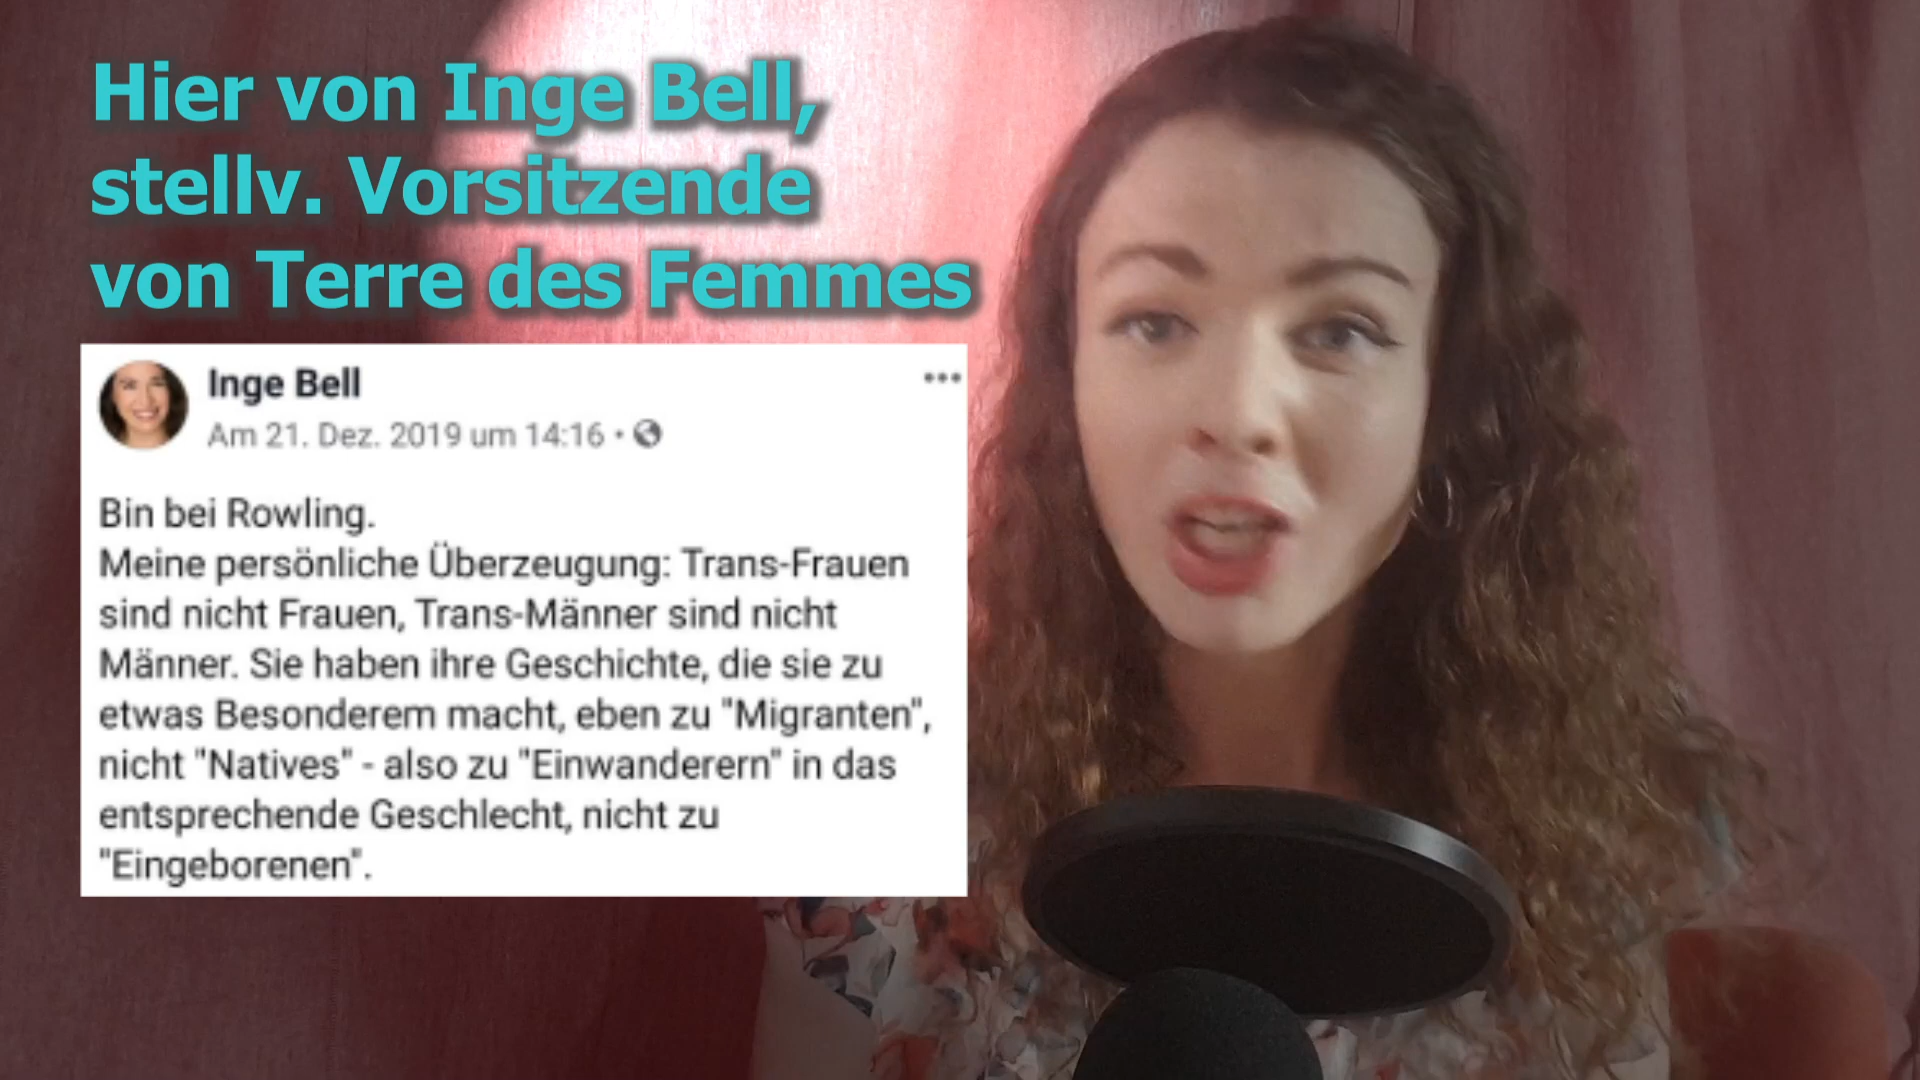 Hier von Inge Bell,
stellv. Vorsitzende
von Terre des Femmes
Inge Bell
Am 21. Dez. 2019 um 14:16 •
Bin bei Rowling.
Meine persönliche Überzeugung: Trans-Frauen
sind nicht Frauen, Trans-Männer sind nicht
Männer. Sie haben ihre Geschichte, die sie zu
etwas Besonderem macht, eben zu "Migranten",
nicht "Natives" - also zu "Einwanderern" in das
entsprechende Geschlecht, nicht zu
"Eingeborenen".